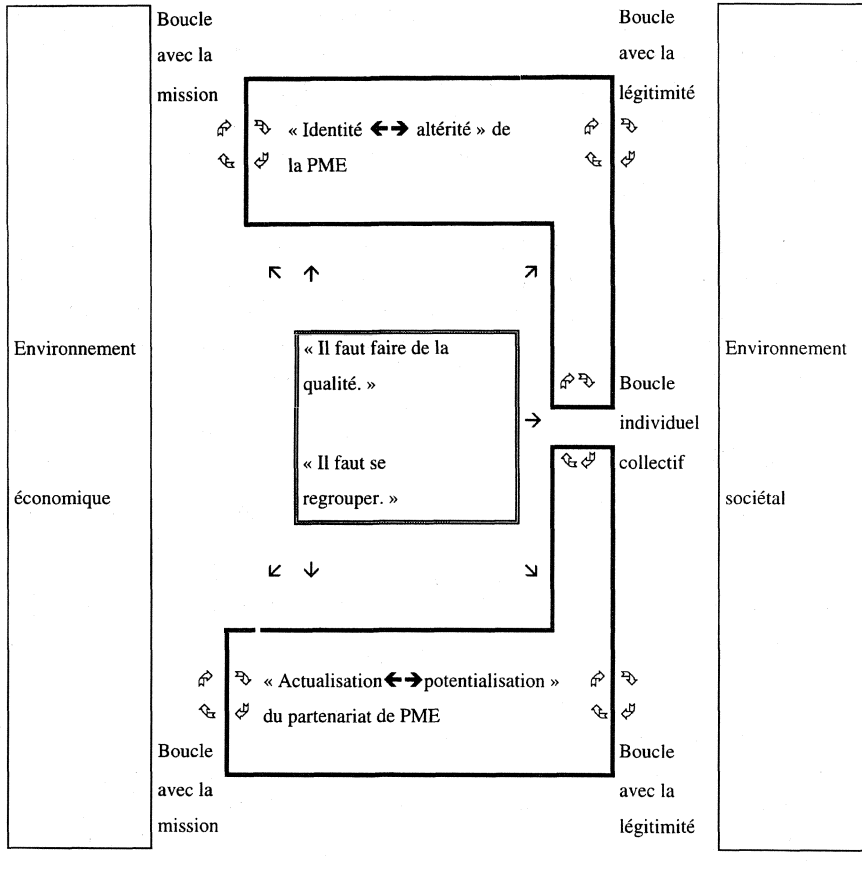 Boucle
avec la
mission
Boucle
avec la
légitimité
« Identité ←→ altérité » de
la PME
Environnement
économique
« Il faut faire de la
qualité. »
« Il faut se
regrouper. »
Boucle
individuel
collectif
Environnement
sociétal
« Actualisation ←→ potentialisation »
du partenariat de PME
Boucle
avec la
mission
Boucle
avec la
légitimité